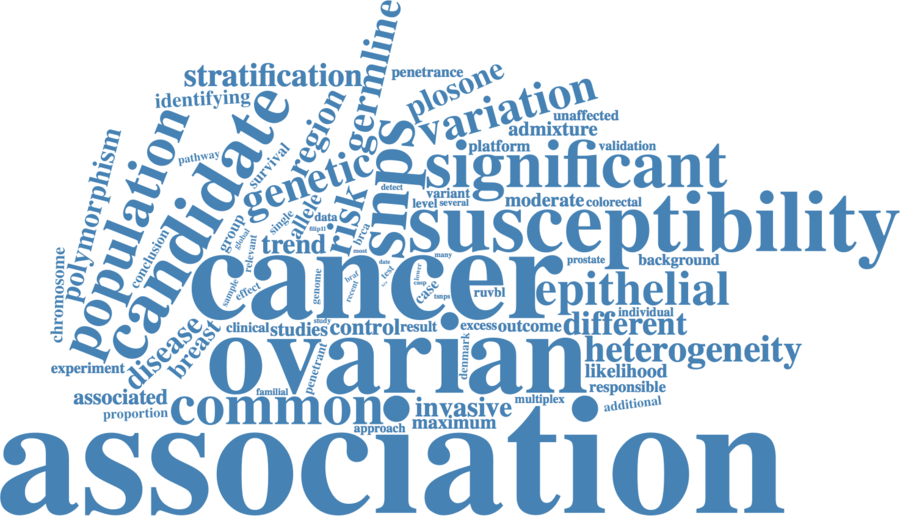 germline
stratification
penetrance
plosone
identifying
variation
unaffected
admixture
candidate
region
snps
platform
validation
polymorphism
population
pathway
survival
genetic
significant
detect
variant
level
several
moderate
colorectal
susceptibility
conclusion
group
global
single
allele
data
filip1l
risk
brca
trend
relevant
most
many
chromosome
cancer
date
test
lower
casp
case
tsnps
ruvbl
prostate
background
epithelial
sample
effect
genome
braf
recent
individual
study
clinical
studies
control
result
excess
outcome
different
disease
breast
ovarian
denmark
heterogeneity
experiment
penetrant
likelihood
responsible
associated
familial
multiplex
additional
proportion
common
invasive
approach
maximum
association